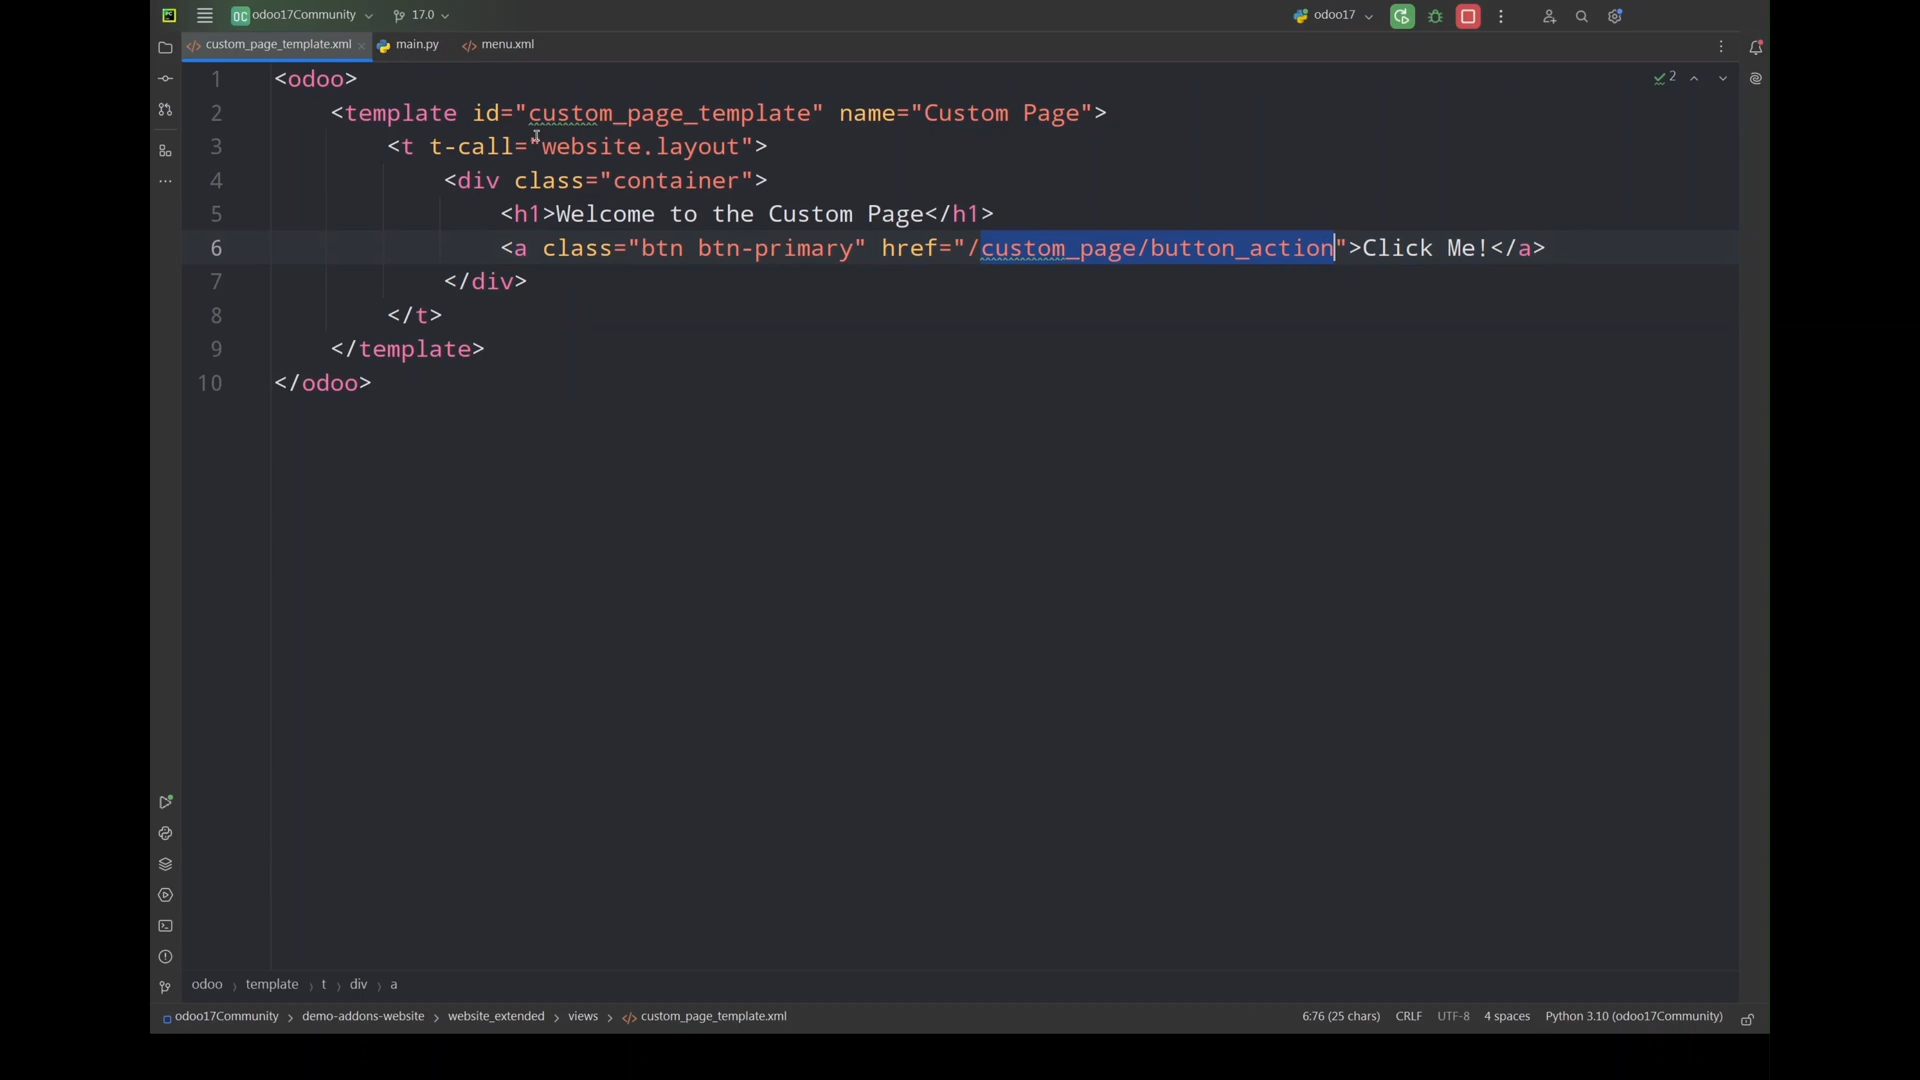 PC OC odoo17Community 17.0 odoo17
custom_page_template.xml main.py menu.xml
1 <odoo> 2
2 <template id="custom_page_template" name="Custom Page">
3 <t t-call="website.layout">
4 <div class="container">
5 <h1>Welcome to the Custom Page</h1>
6 <a class="btn btn-primary" href="/custom_page/button_action">Click Me!</a>
7 </div>
8 </t>
9 </template>
10 </odoo>
odoo > template > t > div > a
odoo17Community > demo-addons-website > website_extended > views > </> custom_page_template.xml 6:76 (25 chars) CRLF UTF-8 4 spaces Python 3.10 (odoo17Community)